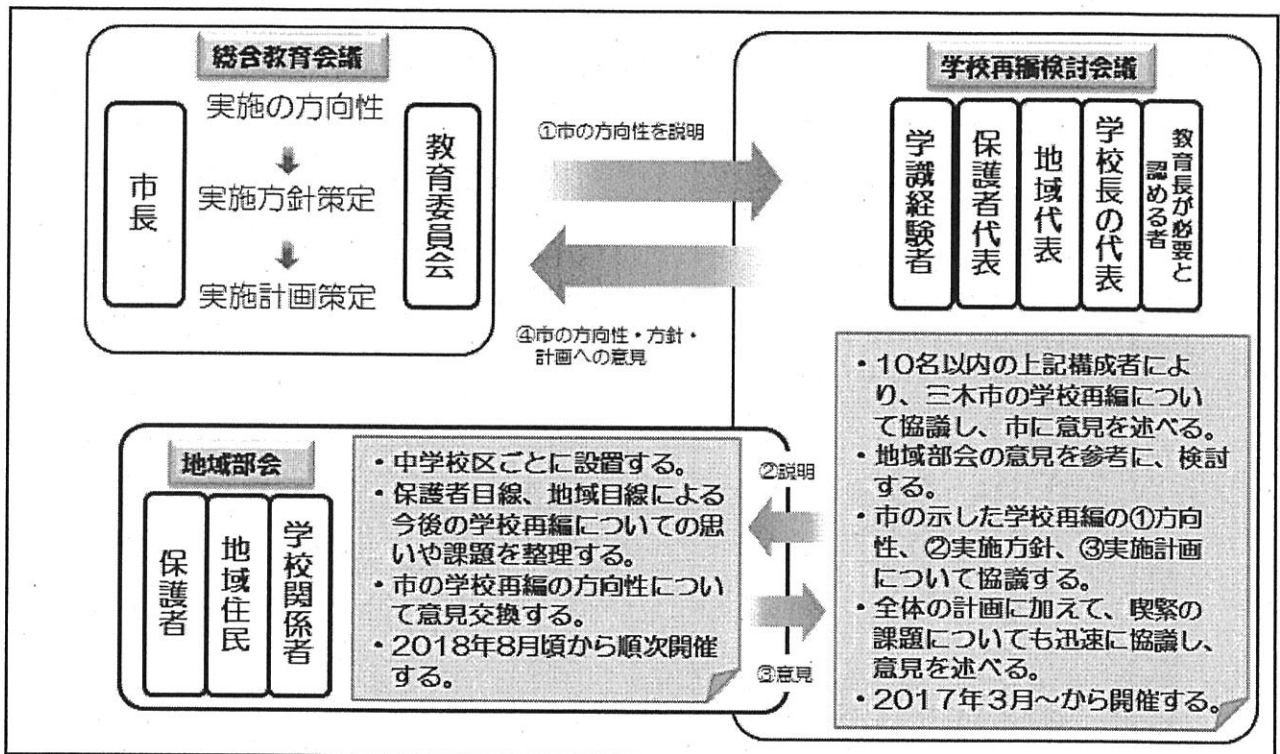 総合教育会議
実施の方向性
実施方針策定
実施計画策定
市長
教育委員会
①市の方向性を説明
④市の方向性・方針・
計画への意見
学校再編検討会議
学識経験者
保護者代表
地域代表
学校長の代表
教育長が必要と
認める者
・10名以内の上記構成者によ
り、三木市の学校再編につい
て協議し、市に意見を述べる。
・地域部会の意見を参考に、検討
する。
・市の示した学校再編の①方向
性、②実施方針、③実施計画
について協議する。
・全体の計画に加えて、喫緊の
課題についても迅速に協議し、
意見を述べる。
・2017年3月~から開催する。
地域部会
保護者
地域住民
学校関係者
・中学校区ごとに設置する。
・保護者目線、地域目線による
今後の学校再編についての思
いや課題を整理する。
・市の学校再編の方向性につい
て意見交換する。
・2018年8月頃から順次開催
する。
②説明
③意見